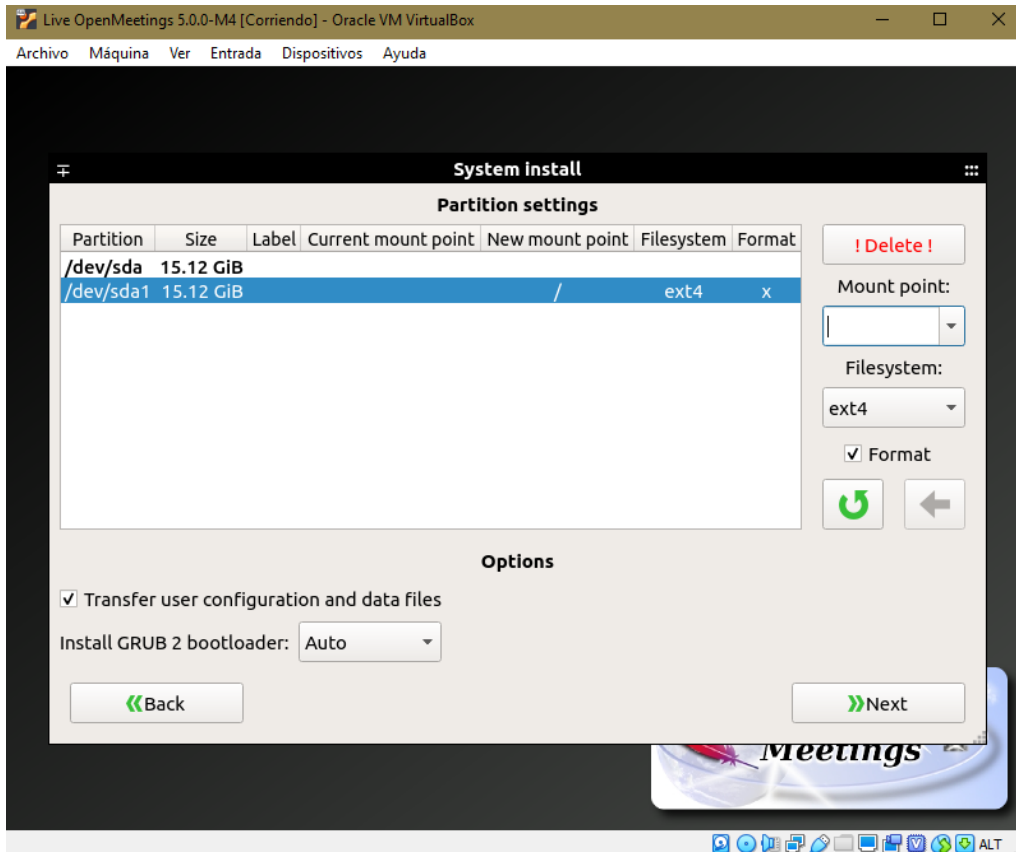 Live OpenMeetings 5.0.0-M4 [Corriendo] - Oracle VM VirtualBox
Archivo Máquina Ver Entrada Dispositivos Ayuda
System install
Partition settings
Partition Size Label Current mount point New mount point Filesystem Format
/dev/sda 15.12 GiB
/dev/sda1 15.12 GiB / ext4 x
! Delete !
Mount point:
Filesystem:
ext4
Format
Options
Transfer user configuration and data files
Install GRUB 2 bootloader: Auto
Back
Next
Meetings
ALT